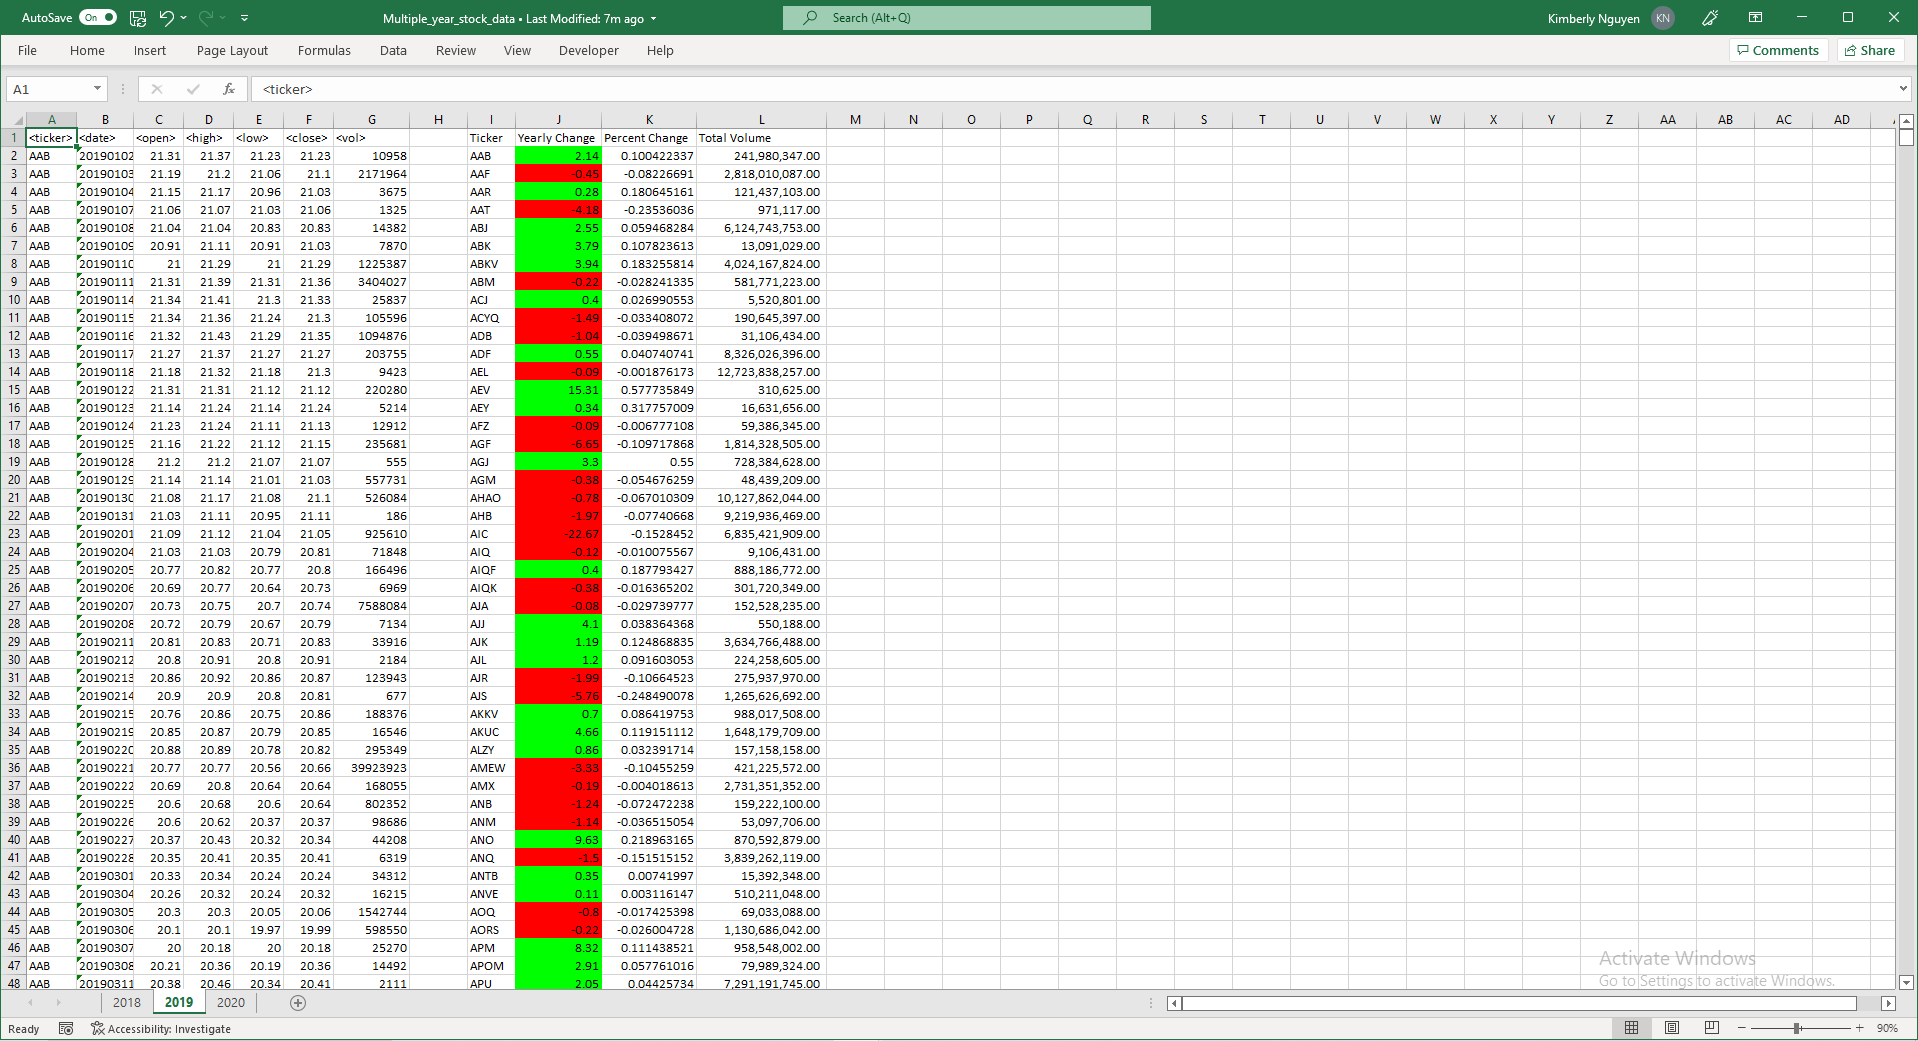 AutoSave On Multiple_year_stock_data • Last Modified: 7m ago Search (Alt+Q) Kimberly Nguyen KN
File Home Insert Page Layout Formulas Data Review View Developer Help Comments Share
A1 fx <ticker>
A B C D E F G H I J K L M N O P Q R S T U V W X Y Z AA AB AC AD
1 <ticker> <date> <open> <high> <low> <close> <vol> Ticker Yearly Change Percent Change Total Volume
2 AAB 20190102 21.31 21.37 21.23 21.23 10958 AAB 2.14 0.100422337 241,980,347.00
3 AAB 20190103 21.19 21.2 21.06 21.1 2171964 AAF -0.45 -0.08226691 2,818,010,087.00
4 AAB 20190104 21.15 21.17 20.96 21.03 3675 AAR 0.28 0.180645161 121,437,103.00
5 AAB 20190107 21.06 21.07 21.03 21.06 1325 AAT -4.18 -0.23536036 971,117.00
6 AAB 20190108 21.04 21.04 20.83 20.83 14382 ABJ 2.55 0.059468284 6,124,743,753.00
7 AAB 20190109 20.91 21.11 20.91 21.03 7870 ABK 3.79 0.107823613 13,091,029.00
8 AAB 20190110 21 21.29 21 21.29 1225387 ABKV 3.94 0.183255814 4,024,167,824.00
9 AAB 20190111 21.31 21.39 21.31 21.36 3404027 ABM -0.22 -0.028241335 581,771,223.00
10 AAB 20190114 21.34 21.41 21.3 21.33 25837 ACJ 0.4 0.026990553 5,520,801.00
11 AAB 20190115 21.34 21.36 21.24 21.3 105596 ACYQ -1.49 -0.033408072 190,645,397.00
12 AAB 20190116 21.32 21.43 21.29 21.35 1094876 ADB -1.04 -0.039498671 31,106,434.00
13 AAB 20190117 21.27 21.37 21.27 21.27 203755 ADF 0.55 0.040740741 8,326,026,396.00
14 AAB 20190118 21.18 21.32 21.18 21.3 9423 AEL -0.09 -0.001876173 12,723,838,257.00
15 AAB 20190122 21.31 21.31 21.12 21.12 220280 AEV 15.31 0.577735849 310,625.00
16 AAB 20190123 21.14 21.24 21.14 21.24 5214 AEY 0.34 0.317757009 16,631,656.00
17 AAB 20190124 21.23 21.24 21.11 21.13 12912 AFZ -0.09 -0.006777108 59,386,345.00
18 AAB 20190125 21.16 21.22 21.12 21.15 235681 AGF -6.65 -0.109717868 1,814,328,505.00
19 AAB 20190128 21.2 21.2 21.07 21.07 555 AGJ 3.3 0.55 728,384,628.00
20 AAB 20190129 21.14 21.14 21.01 21.03 557731 AGM -0.38 -0.054676259 48,439,209.00
21 AAB 20190130 21.08 21.17 21.08 21.1 526084 AHAO -0.78 -0.067010309 10,127,862,044.00
22 AAB 20190131 21.03 21.11 20.95 21.11 186 AHB -1.97 -0.07740668 9,219,936,469.00
23 AAB 20190201 21.09 21.12 21.04 21.05 925610 AIC -22.67 -0.1528452 6,835,421,909.00
24 AAB 20190204 21.03 21.03 20.79 20.81 71848 AIQ -0.12 -0.010075567 9,106,431.00
25 AAB 20190205 20.77 20.82 20.77 20.8 166496 AIQF 0.4 0.187793427 888,186,772.00
26 AAB 20190206 20.69 20.77 20.64 20.73 6969 AIQK -0.38 -0.016365202 301,720,349.00
27 AAB 20190207 20.73 20.75 20.7 20.74 7588084 AJA -0.08 -0.029739777 152,528,235.00
28 AAB 20190208 20.72 20.79 20.67 20.79 7134 AJJ 4.1 0.038364368 550,188.00
29 AAB 20190211 20.81 20.83 20.71 20.83 33916 AJK 1.19 0.124868835 3,634,766,488.00
30 AAB 20190212 20.8 20.91 20.8 20.91 2184 AJL 1.2 0.091603053 224,258,605.00
31 AAB 20190213 20.86 20.92 20.86 20.87 123943 AJR -1.99 -0.10664523 275,937,970.00
32 AAB 20190214 20.9 20.9 20.8 20.81 677 AJS -5.76 -0.248490078 1,265,626,692.00
33 AAB 20190215 20.76 20.86 20.75 20.86 188376 AKKV 0.7 0.086419753 988,017,508.00
34 AAB 20190219 20.85 20.87 20.79 20.85 16546 AKUC 4.66 0.119151112 1,648,179,709.00
35 AAB 20190220 20.88 20.89 20.78 20.82 295349 ALZY 0.86 0.032391714 157,158,158.00
36 AAB 20190221 20.77 20.77 20.56 20.66 39923923 AMEW -3.33 -0.10455259 421,225,572.00
37 AAB 20190222 20.69 20.8 20.64 20.64 168055 AMX -0.19 -0.004018613 2,731,351,352.00
38 AAB 20190225 20.6 20.68 20.6 20.64 802352 ANB -1.24 -0.072472238 159,222,100.00
39 AAB 20190226 20.6 20.62 20.37 20.37 98686 ANM -1.14 -0.036515054 53,097,706.00
40 AAB 20190227 20.37 20.43 20.32 20.34 44208 ANO 9.63 0.218963165 870,592,879.00
41 AAB 20190228 20.35 20.41 20.35 20.41 6319 ANQ -1.5 -0.151515152 3,839,262,119.00
42 AAB 20190301 20.33 20.34 20.24 20.24 34312 ANTB 0.35 0.00741997 15,392,348.00
43 AAB 20190304 20.26 20.32 20.24 20.32 16215 ANVE 0.11 0.003116147 510,211,048.00
44 AAB 20190305 20.3 20.3 20.05 20.06 1542744 AOQ -0.8 -0.017425398 69,033,088.00
45 AAB 20190306 20.1 20.1 19.97 19.99 598550 AORS -0.22 -0.026004728 1,130,686,042.00
46 AAB 20190307 20 20.18 20 20.18 25270 APM 8.32 0.111438521 958,548,002.00
47 AAB 20190308 20.21 20.36 20.19 20.36 14492 APOM 2.91 0.057761016 79,989,324.00
48 AAB 20190311 20.38 20.46 20.34 20.41 2111 APU 2.05 0.04425734 7,291,191,745.00
Activate Windows
Go to Settings to activate Windows.
2018 2019 2020
Ready Accessibility: Investigate 90%